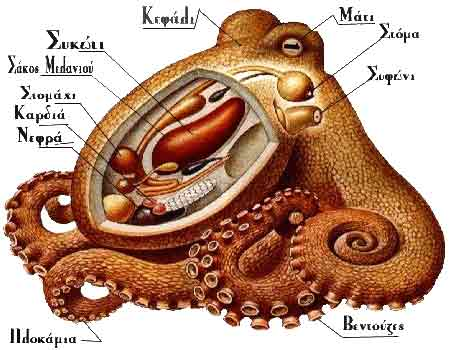 Κεφάλι
Μάτι
Στόμα
Συκώτι
Σάκος Μελανιού
Σιφώνι
Στομάχι
Καρδιά
Νεφρά
Πλοκάμια
Βεντούζες